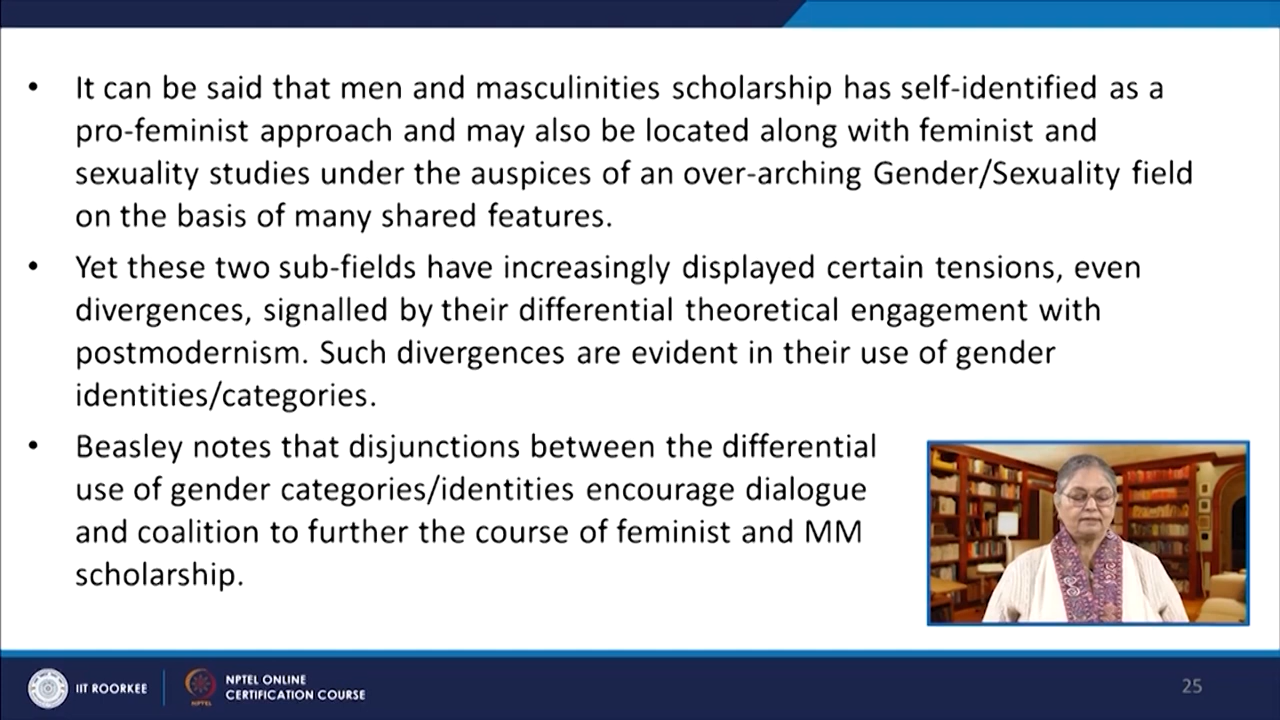 • It can be said that men and masculinities scholarship has self-identified as a
pro-feminist approach and may also be located along with feminist and
sexuality studies under the auspices of an over-arching Gender/Sexuality field
on the basis of many shared features.
• Yet these two sub-fields have increasingly displayed certain tensions, even
divergences, signalled by their differential theoretical engagement with
postmodernism. Such divergences are evident in their use of gender
identities/categories.
• Beasley notes that disjunctions between the differential
use of gender categories/identities encourage dialogue
and coalition to further the course of feminist and MM
scholarship.
IIT ROORKEE
NPTEL
NPTEL ONLINE
CERTIFICATION COURSE
25